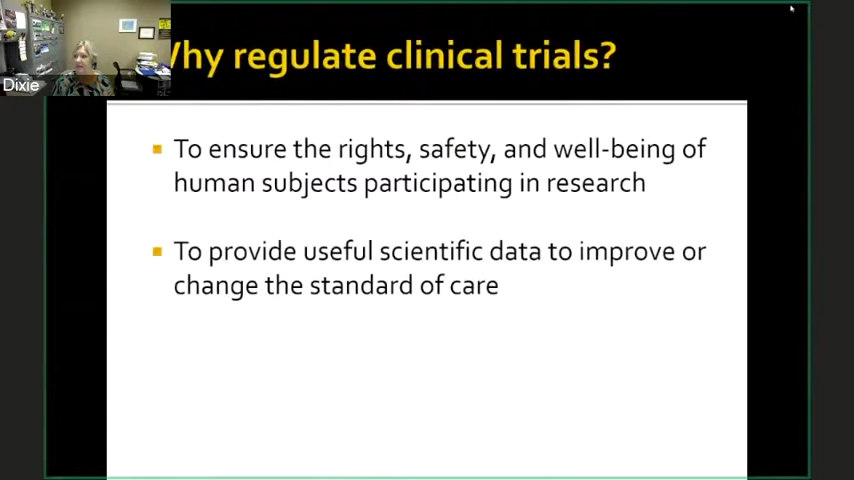 hy regulate clinical trials?
Dixie
To ensure the rights, safety, and well-being of
human subjects participating in research
To provide useful scientific data to improve or
change the standard of care